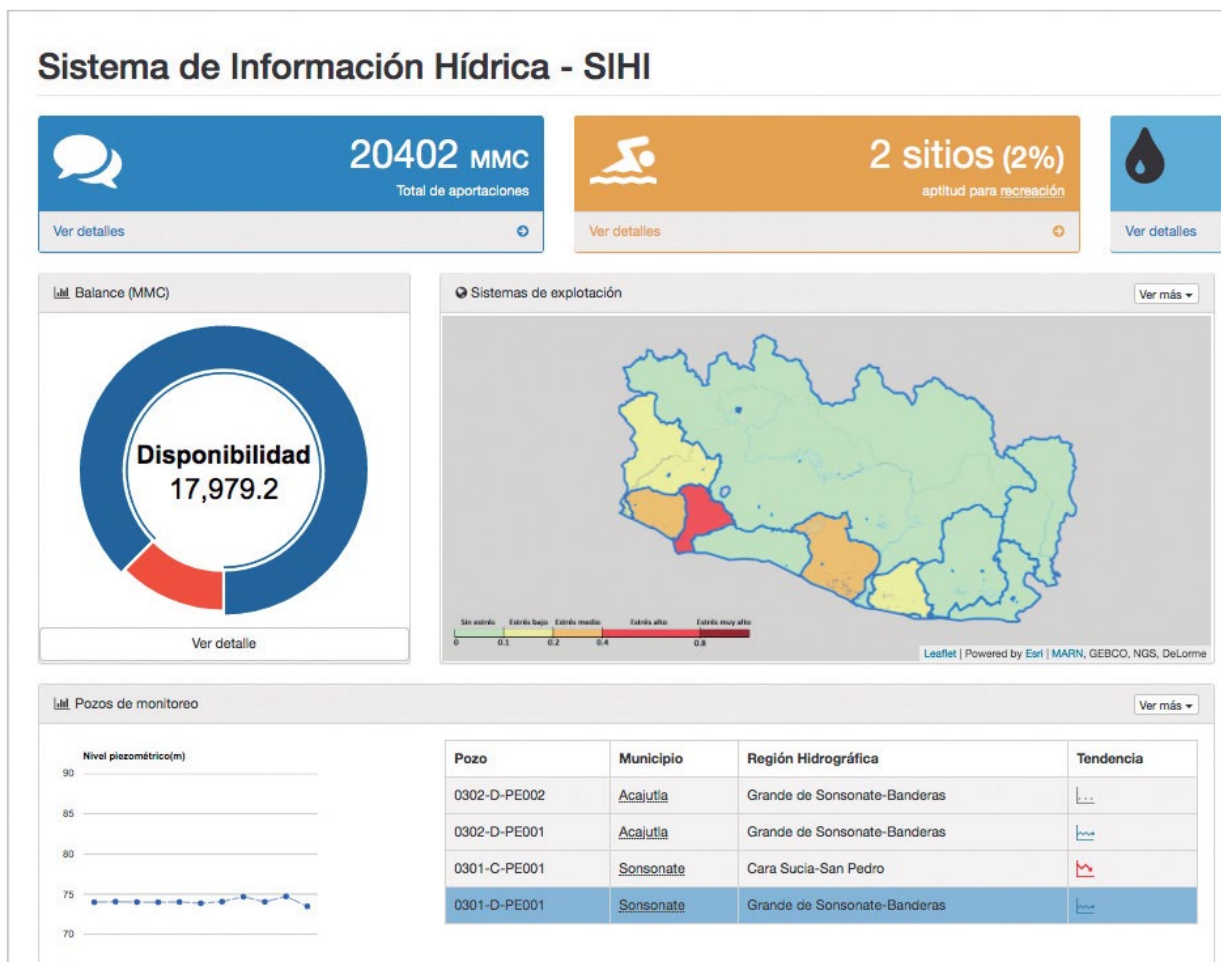 Sistema de Información Hídrica - SIHI
20402 MMC
Total de aportaciones
Ver detalles
2 sitios (2%)
aptitud para recreación
Ver detalles
Ver detalles
Balance (MMC)
Disponibilidad
17,979.2
Ver detalle
Sistemas de explotación
Ver más
Sin estrés Estrés bajo Estrés medio Estrés alto Estrés muy alto
0 0.1 0.2 0.4 0.8
Leaflet | Powered by Esri | MARN, GEBCO, NGS, DeLorme
Pozos de monitoreo
Ver más
Nivel piezométrico(m)
90
85
80
75
70
Pozo Municipio Región Hidrográfica Tendencia
0302-D-PE002 Acajutla Grande de Sonsonate-Banderas
0302-D-PE001 Acajutla Grande de Sonsonate-Banderas
0301-C-PE001 Sonsonate Cara Sucia-San Pedro
0301-D-PE001 Sonsonate Grande de Sonsonate-Banderas